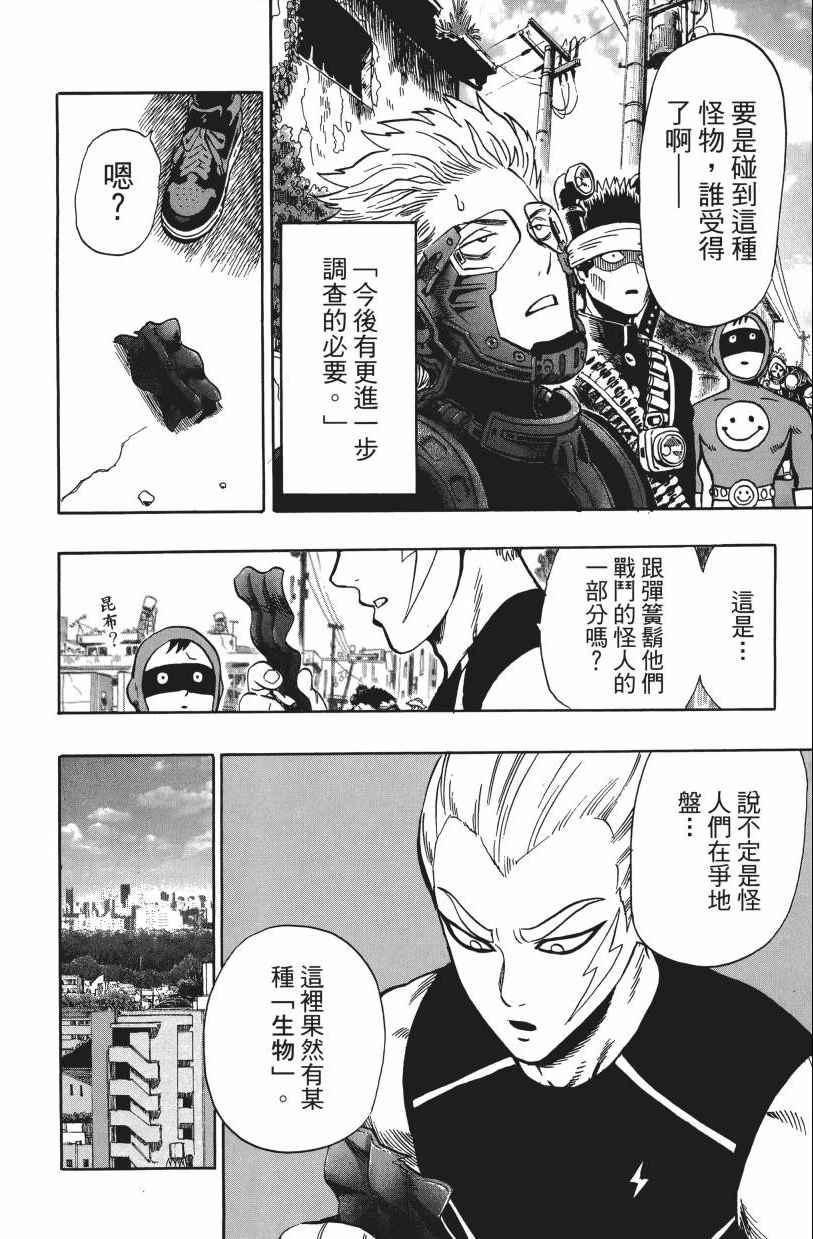 要是碰到這種
怪物，誰受得
了啊——
「今後有更進一步
調查的必要。」
嗯？
這是…
跟彈簧鬍他們
戰鬥的怪人的
一部分嗎？
昆布？
說不定是怪
人們在爭地
盤…
這裡果然有某
種「生物」。